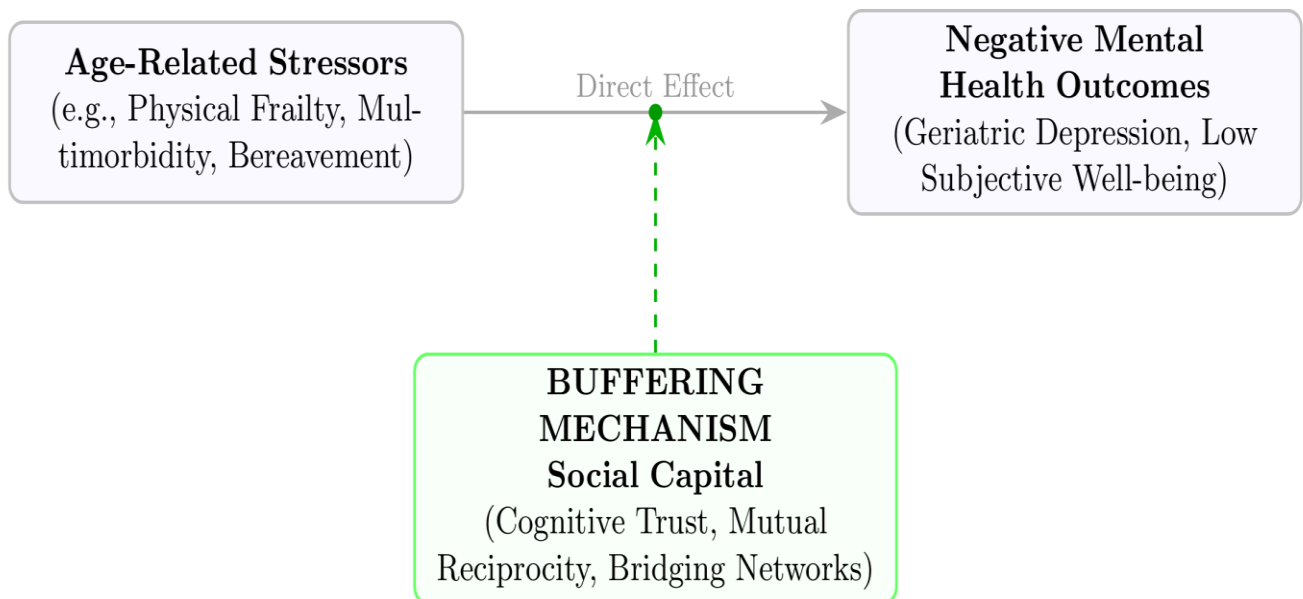 Age-Related Stressors
(e.g., Physical Frailty, Mul-
timorbidity, Bereavement)
Direct Effect
Negative Mental
Health Outcomes
(Geriatric Depression, Low
Subjective Well-being)
BUFFERING
MECHANISM
Social Capital
(Cognitive Trust, Mutual
Reciprocity, Bridging Networks)